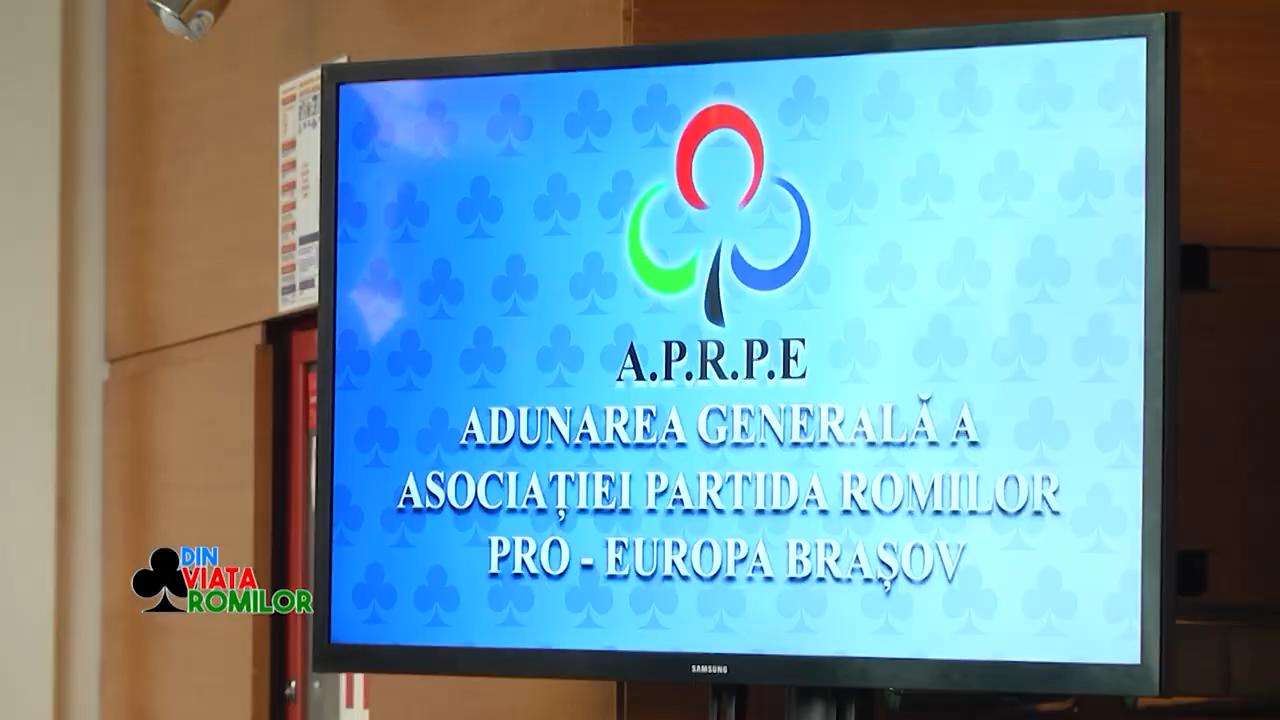 A.P.R.P.E
ADUNAREA GENERALĂ A
ASOCIAȚIEI PARTIDA ROMILOR
PRO - EUROPA BRAȘOV
SAMSUNG
DIN
VIATA
ROMILOR